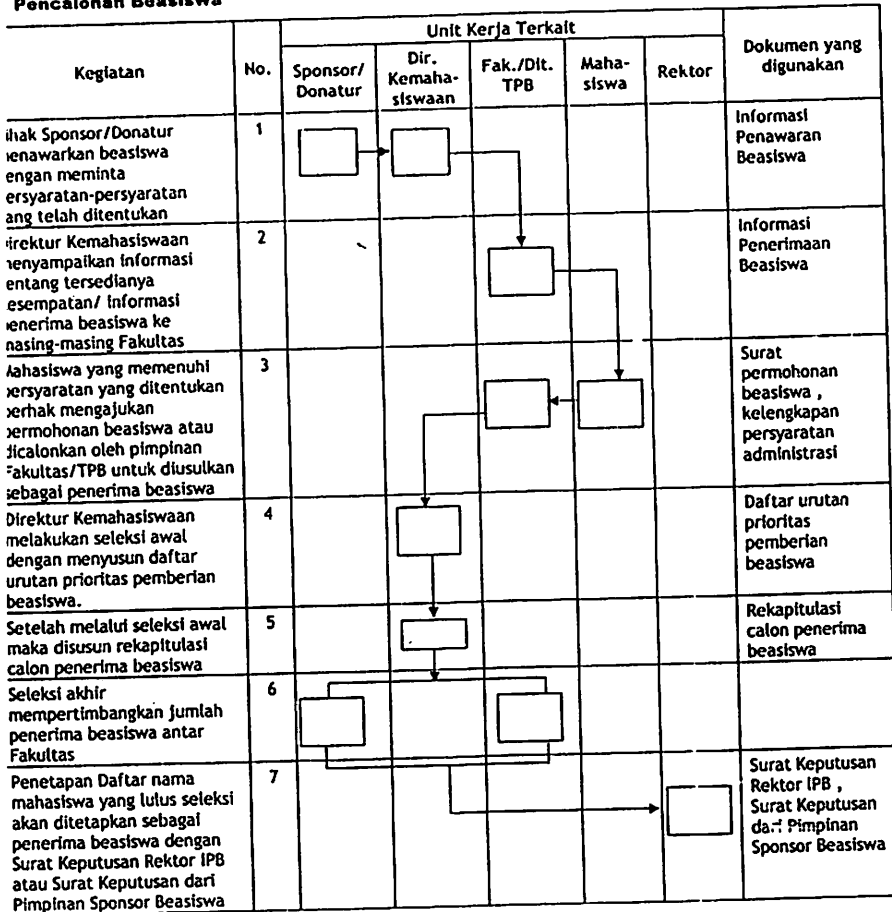 Pencalonan Beasiswa
Kegiatan
No.
Unit Kerja Terkait
Sponsor/
Donatur
Dir.
Kemaha-
siswaan
Fak./Dit.
TPB
Maha-
siswa
Rektor
Dokumen yang
digunakan
ihak Sponsor/Donatur
ienawarkan beasiswa
engan meminta
ersyaratan-persyaratan
ang telah ditentukan
1
Informasi
Penawaran
Beasiswa
irektur Kemahasiswaan
ienyampaikan informasi
entang tersedianya
esempatan/ informasi
enerima beasiswa ke
nasing-masing Fakultas
2
Informasi
Penerimaan
Beasiswa
Mahasiswa yang memenuhi
persyaratan yang ditentukan
berhak mengajukan
permohonan beasiswa atau
dicalonkan oleh pimpinan
Fakultas/TPB untuk diusulkan
sebagai penerima beasiswa
3
Surat
permohonan
beasiswa ,
kelengkapan
persyaratan
administrasi
Direktur Kemahasiswaan
melakukan seleksi awal
dengan menyusun daftar
urutan prioritas pemberian
beasiswa.
4
Daftar urutan
prioritas
pemberian
beasiswa
Setelah melalui seleksi awal
maka disusun rekapitulasi
calon penerima beasiswa
5
Rekapitulasi
calon penerima
beasiswa
Seleksi akhir
mempertimbangkan jumlah
penerima beasiswa antar
Fakultas
6
Penetapan Daftar nama
mahasiswa yang lulus seleksi
akan ditetapkan sebagai
penerima beasiswa dengan
Surat Keputusan Rektor IPB
atau Surat Keputusan dari
Pimpinan Sponsor Beasiswa
7
Surat Keputusan
Rektor IPB ,
Surat Keputusan
dari Pimpinan
Sponsor Beasiswa